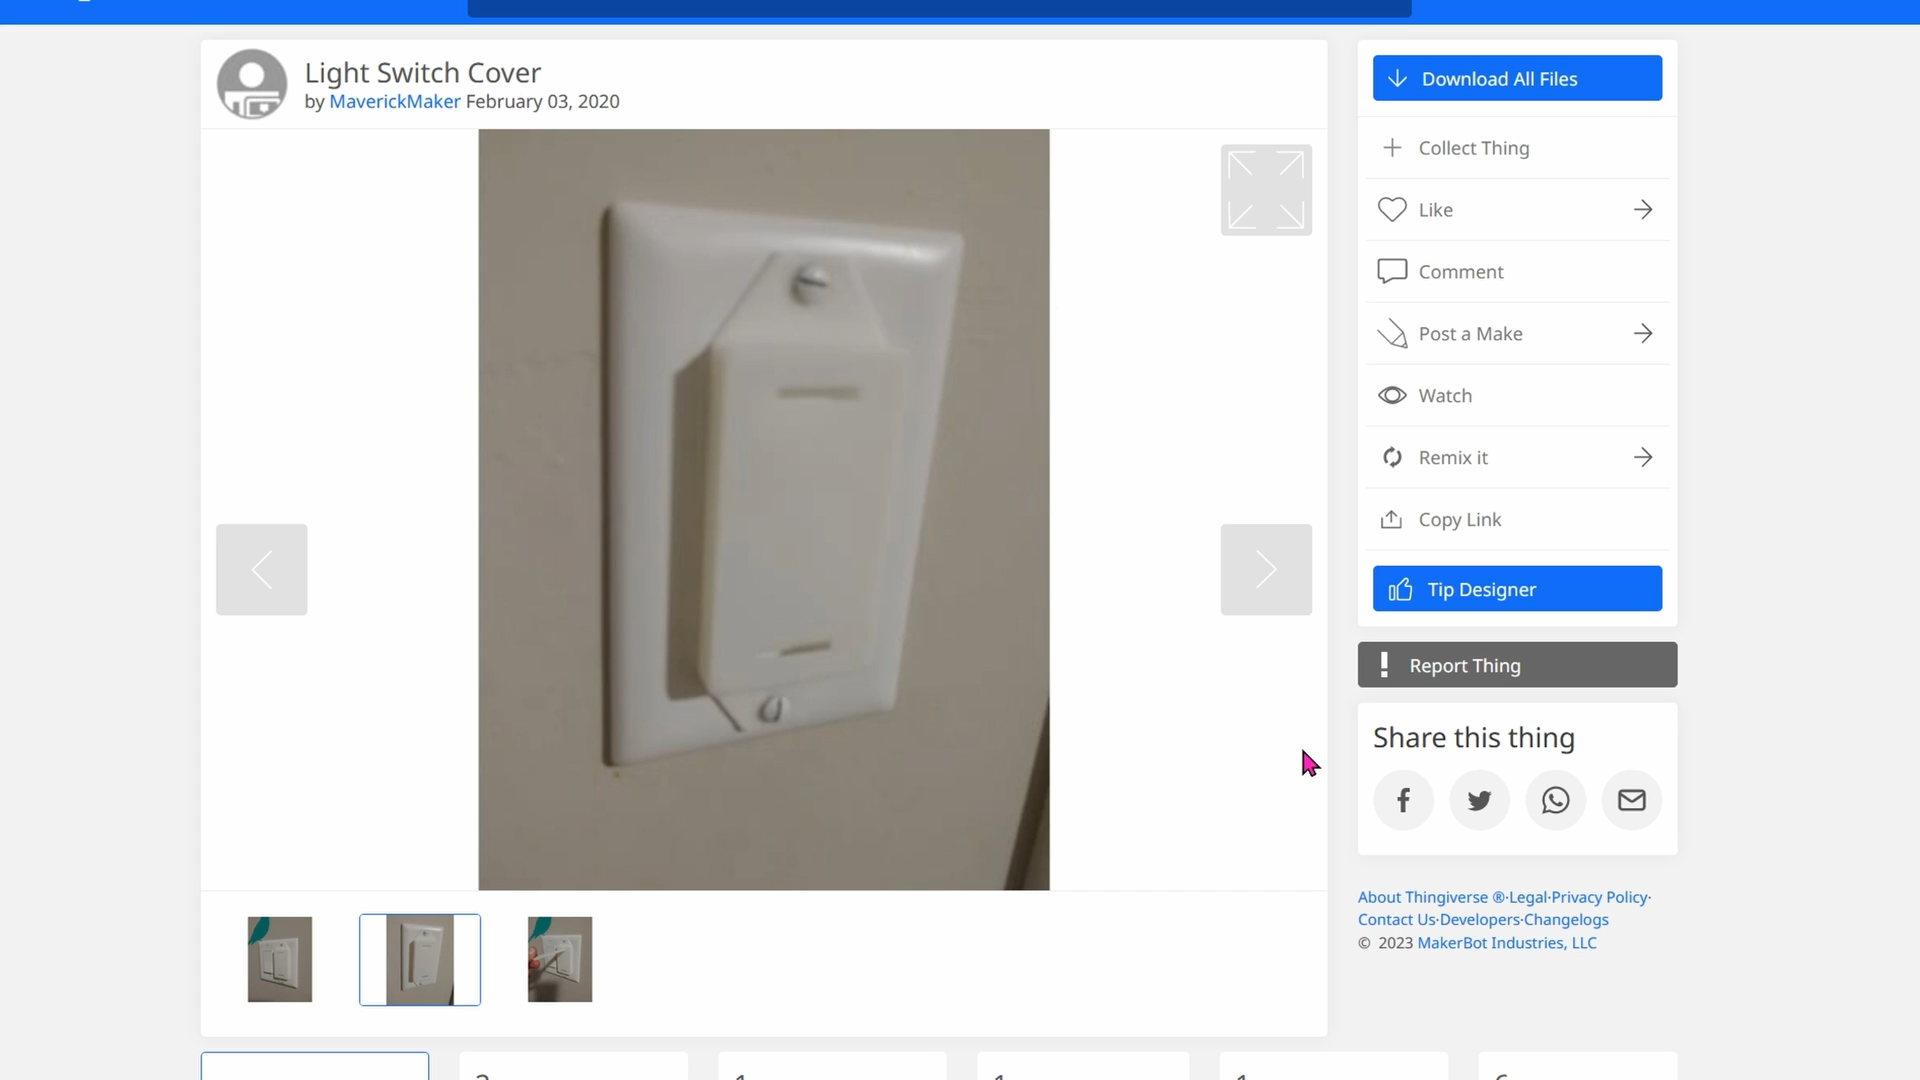 Light Switch Cover
by MaverickMaker February 03, 2020
Download All Files
Collect Thing
Like
Comment
Post a Make
Watch
Remix it
Copy Link
Tip Designer
Report Thing
Share this thing
About Thingiverse ®·Legal·Privacy Policy·
Contact Us·Developers·Changelogs
© 2023 MakerBot Industries, LLC